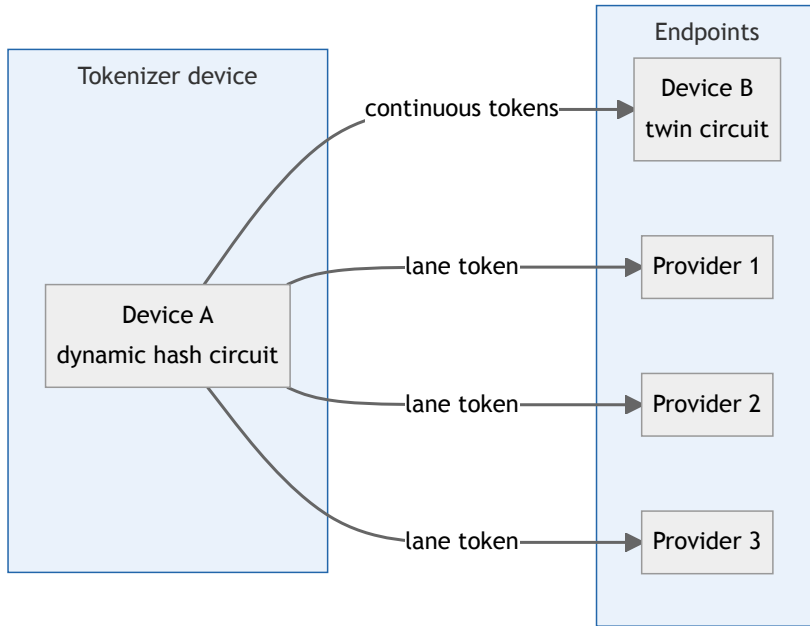 Tokenizer device
Device A
dynamic hash circuit
continuous tokens
lane token
lane token
lane token
Endpoints
Device B
twin circuit
Provider 1
Provider 2
Provider 3